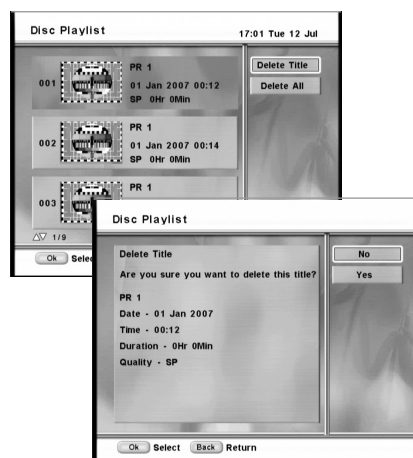 Disc Playlist 17:01 Tue 12 Jul
PR 1
001 01 Jan 2007 00:12
SP 0Hr 0Min
PR 1
002 01 Jan 2007 00:14
SP 0Hr 0Min
PR 1
003
1/9
Ok
Delete Title
Delete All
Disc Playlist
Delete Title
Are you sure you want to delete this title?
PR 1
Date - 01 Jan 2007
Time - 00:12
Duration - 0Hr 0Min
Quality - SP
No
Yes
Ok Select Back Return